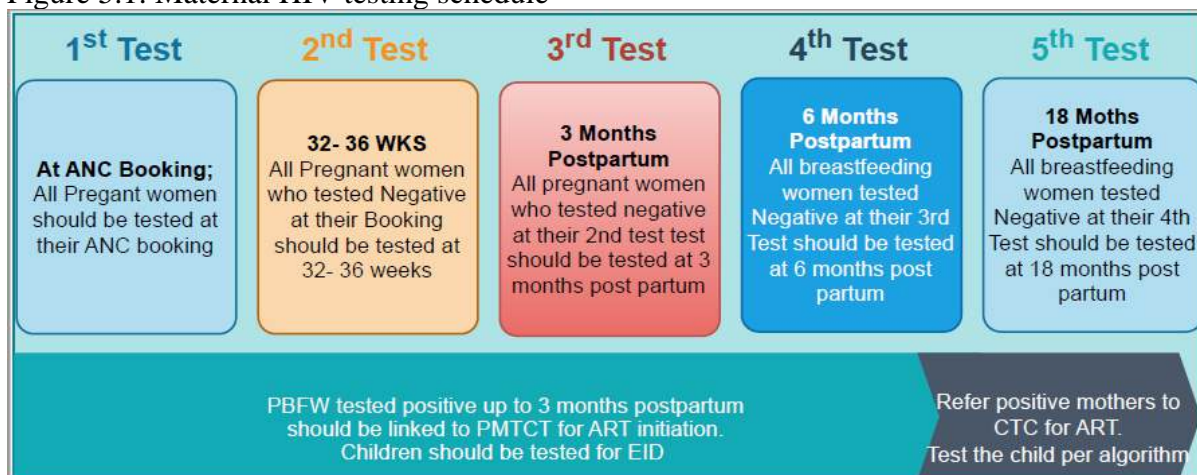 Figure 3.1: Maternal HIV testing schedule
1st Test
At ANC Booking;
All Pregant women
should be tested at
their ANC booking
2nd Test
32- 36 WKS
All Pregnant women
who tested Negative
at their Booking
should be tested at
32- 36 weeks
3rd Test
3 Months
Postpartum
All pregnant women
who tested negative
at their 2nd test test
should be tested at 3
months post partum
4th Test
6 Months
Postpartum
All breastfeeding
women tested
Negative at their 3rd
Test should be tested
at 6 months post
partum
5th Test
18 Moths
Postpartum
All breastfeeding
women tested
Negative at their 4th
Test should be tested
at 18 months post
partum
PBFW tested positive up to 3 months postpartum
should be linked to PMTCT for ART initiation.
Children should be tested for EID
Refer positive mothers to
CTC for ART.
Test the child per algorithm